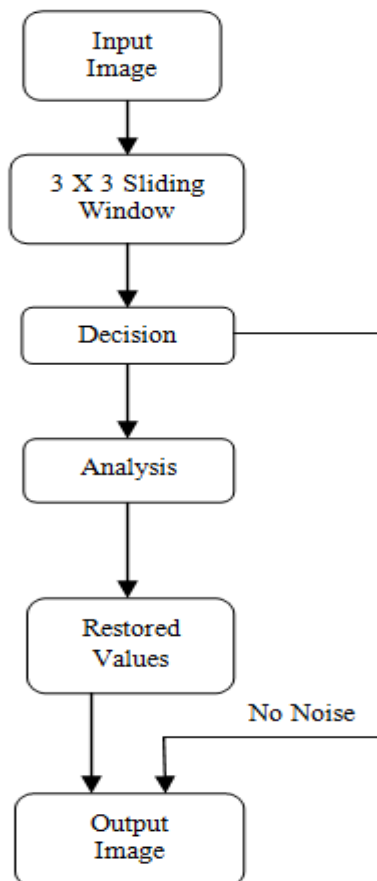 Input
Image
3 X 3 Sliding
Window
Decision
Analysis
Restored
Values
No Noise
Output
Image